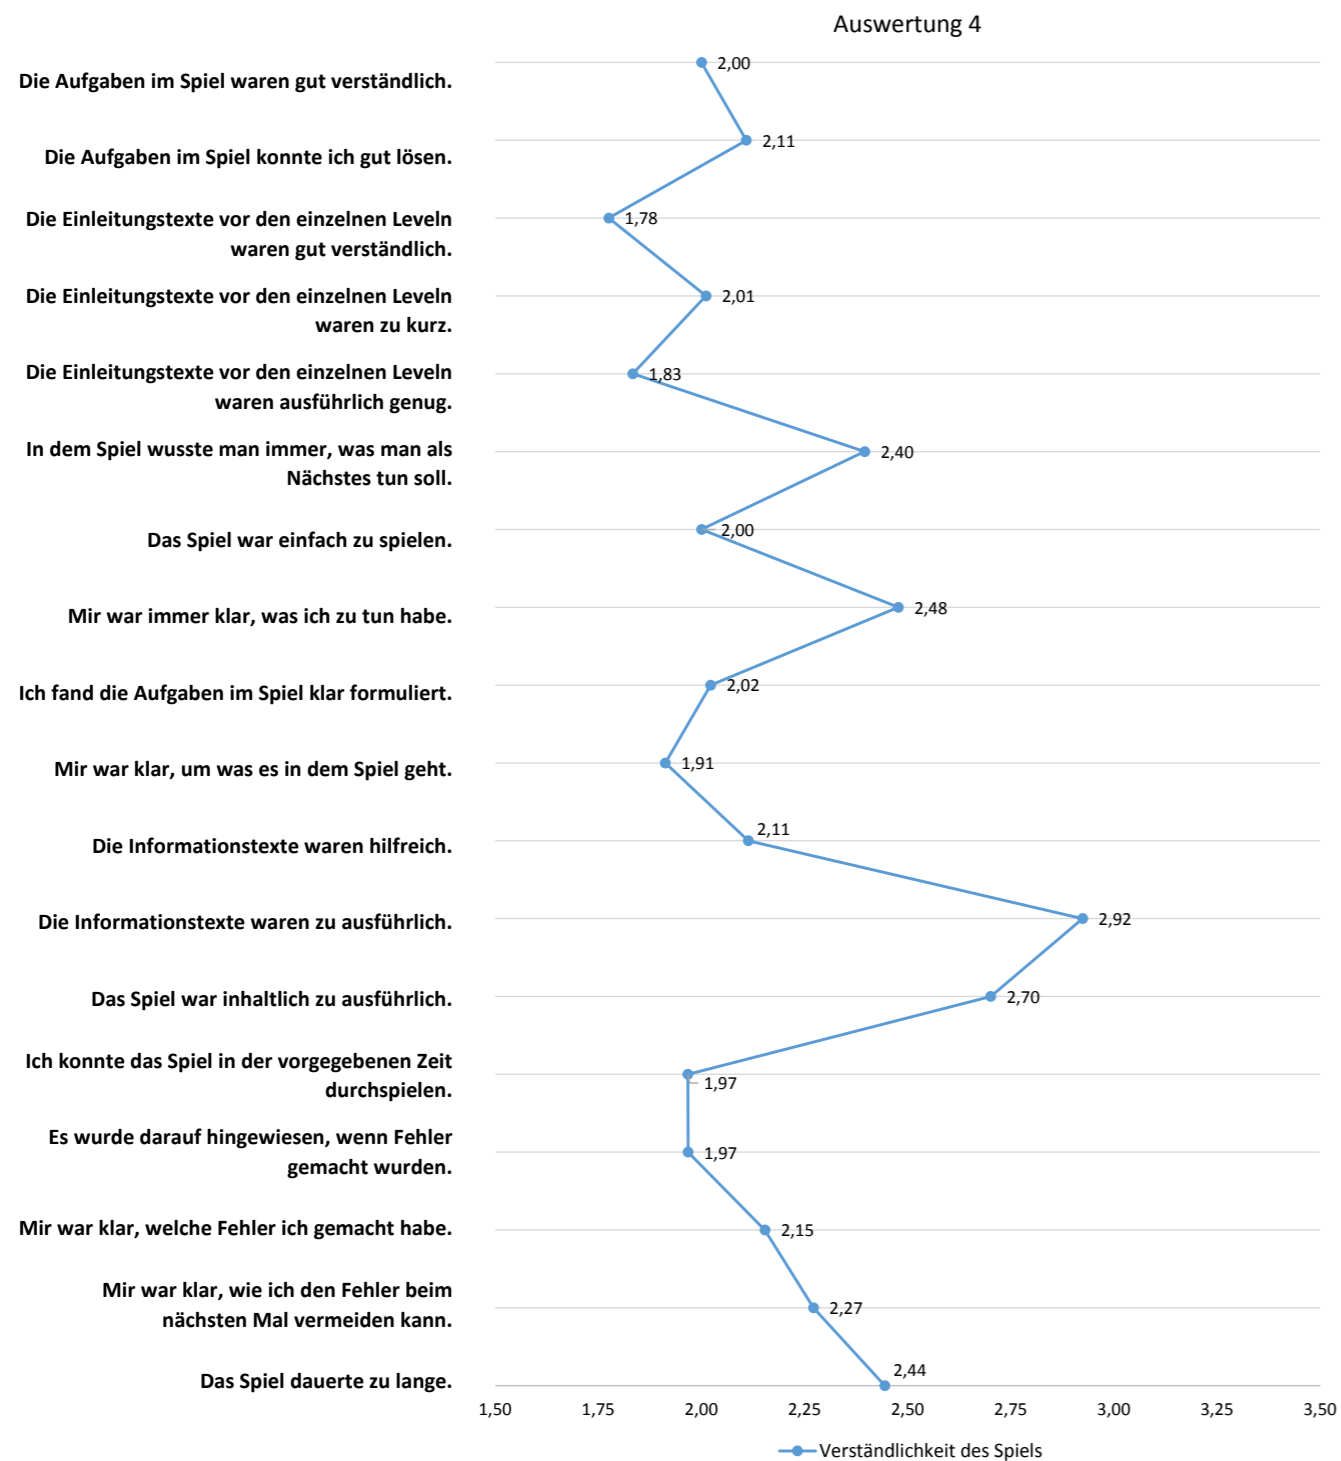 Auswertung 4
Die Aufgaben im Spiel waren gut verständlich.
2,00
Die Aufgaben im Spiel konnte ich gut lösen.
2,11
Die Einleitungstexte vor den einzelnen Leveln
waren gut verständlich.
1,78
Die Einleitungstexte vor den einzelnen Leveln
waren zu kurz.
2,01
Die Einleitungstexte vor den einzelnen Leveln
waren ausführlich genug.
1,83
In dem Spiel wusste man immer, was man als
Nächstes tun soll.
2,40
Das Spiel war einfach zu spielen.
2,00
Mir war immer klar, was ich zu tun habe.
2,48
Ich fand die Aufgaben im Spiel klar formuliert.
2,02
Mir war klar, um was es in dem Spiel geht.
1,91
Die Informationstexte waren hilfreich.
2,11
Die Informationstexte waren zu ausführlich.
2,92
Das Spiel war inhaltlich zu ausführlich.
2,70
Ich konnte das Spiel in der vorgegebenen Zeit
durchspielen.
1,97
Es wurde darauf hingewiesen, wenn Fehler
gemacht wurden.
1,97
Mir war klar, welche Fehler ich gemacht habe.
2,15
Mir war klar, wie ich den Fehler beim
nächsten Mal vermeiden kann.
2,27
Das Spiel dauerte zu lange.
2,44
1,50 1,75 2,00 2,25 2,50 2,75 3,00 3,25 3,50
Verständlichkeit des Spiels